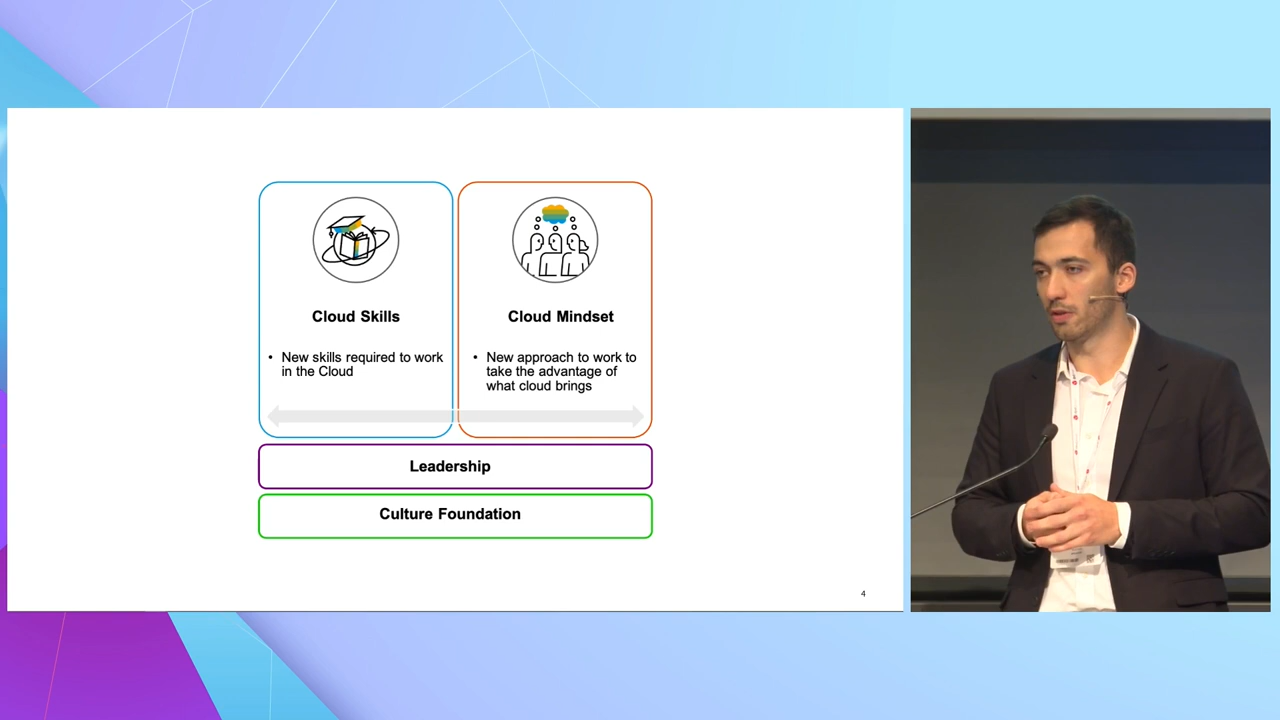 Cloud Skills
• New skills required to work
in the Cloud
Cloud Mindset
• New approach to work to
take the advantage of
what cloud brings
Leadership
Culture Foundation
4